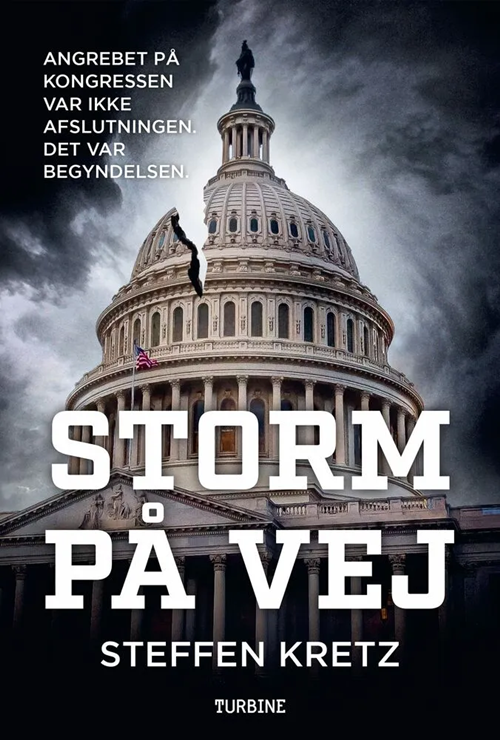 ANGREBET PÅ
KONGRESSEN
VAR IKKE
AFSLUTNINGEN.
DET VAR
BEGYNDELSEN.
STORM
PÅ VEJ
STEFFEN KRETZ
TURBINE